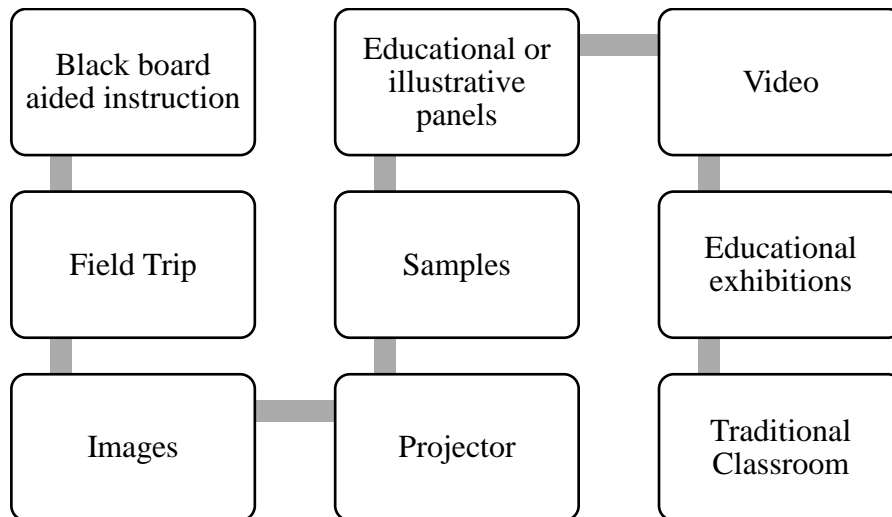 Black board
aided instruction
Field Trip
Images
Projector
Samples
Educational or
illustrative
panels
Video
Educational
exhibitions
Traditional
Classroom